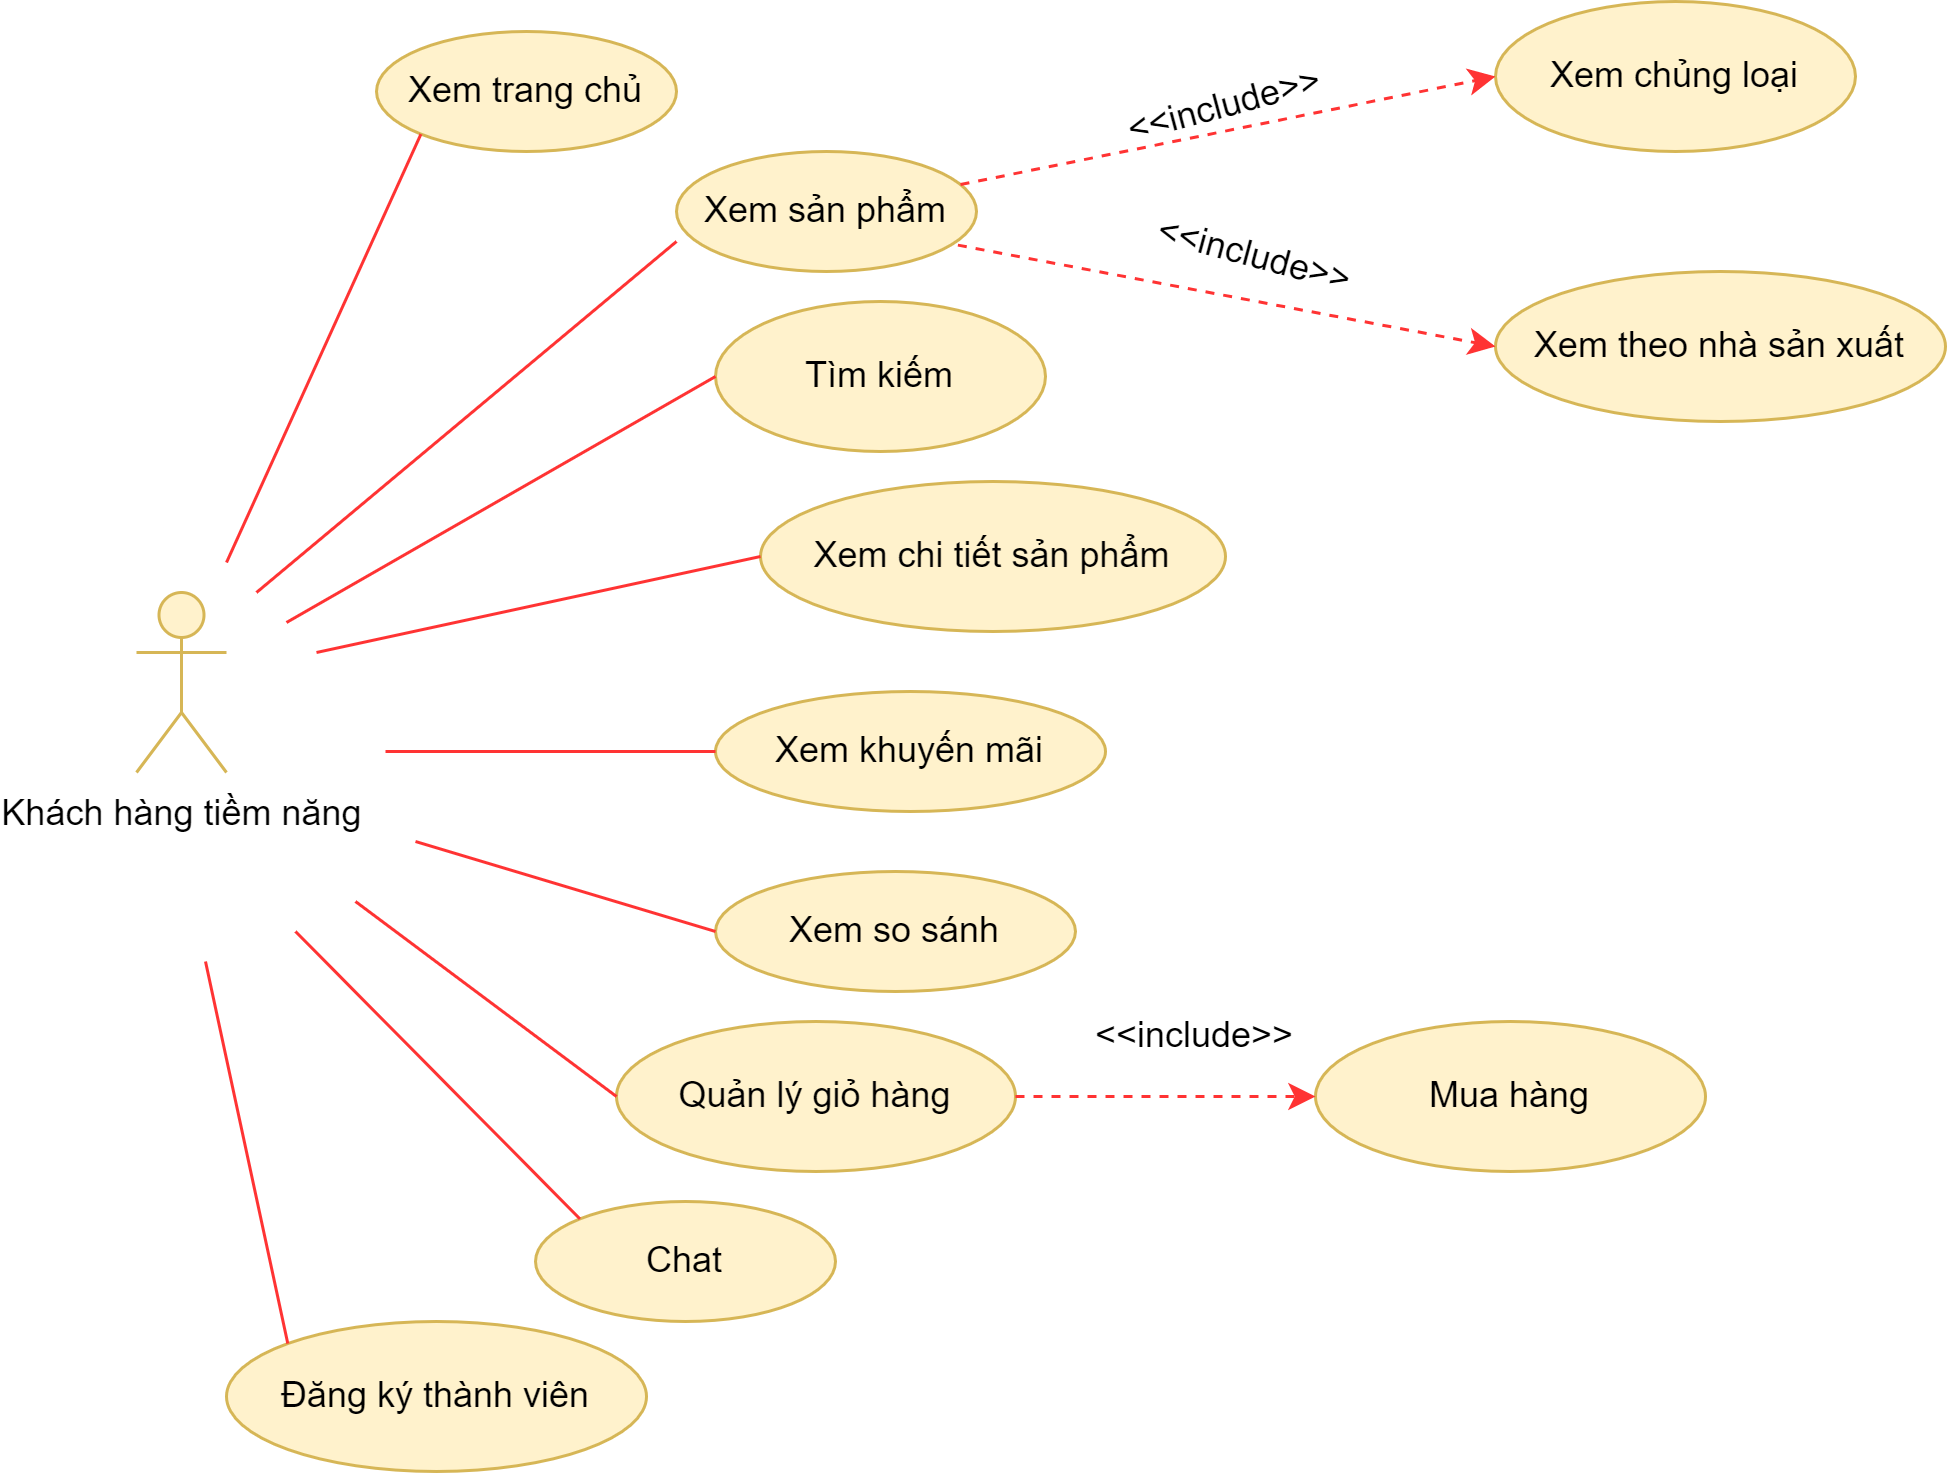 Xem trang chủ
<<include>>
Xem chủng loại
Xem sản phẩm
<<include>>
Xem theo nhà sản xuất
Tìm kiếm
Xem chi tiết sản phẩm
Xem khuyến mãi
Khách hàng tiềm năng
Xem so sánh
<<include>>
Quản lý giỏ hàng
Mua hàng
Chat
Đăng ký thành viên